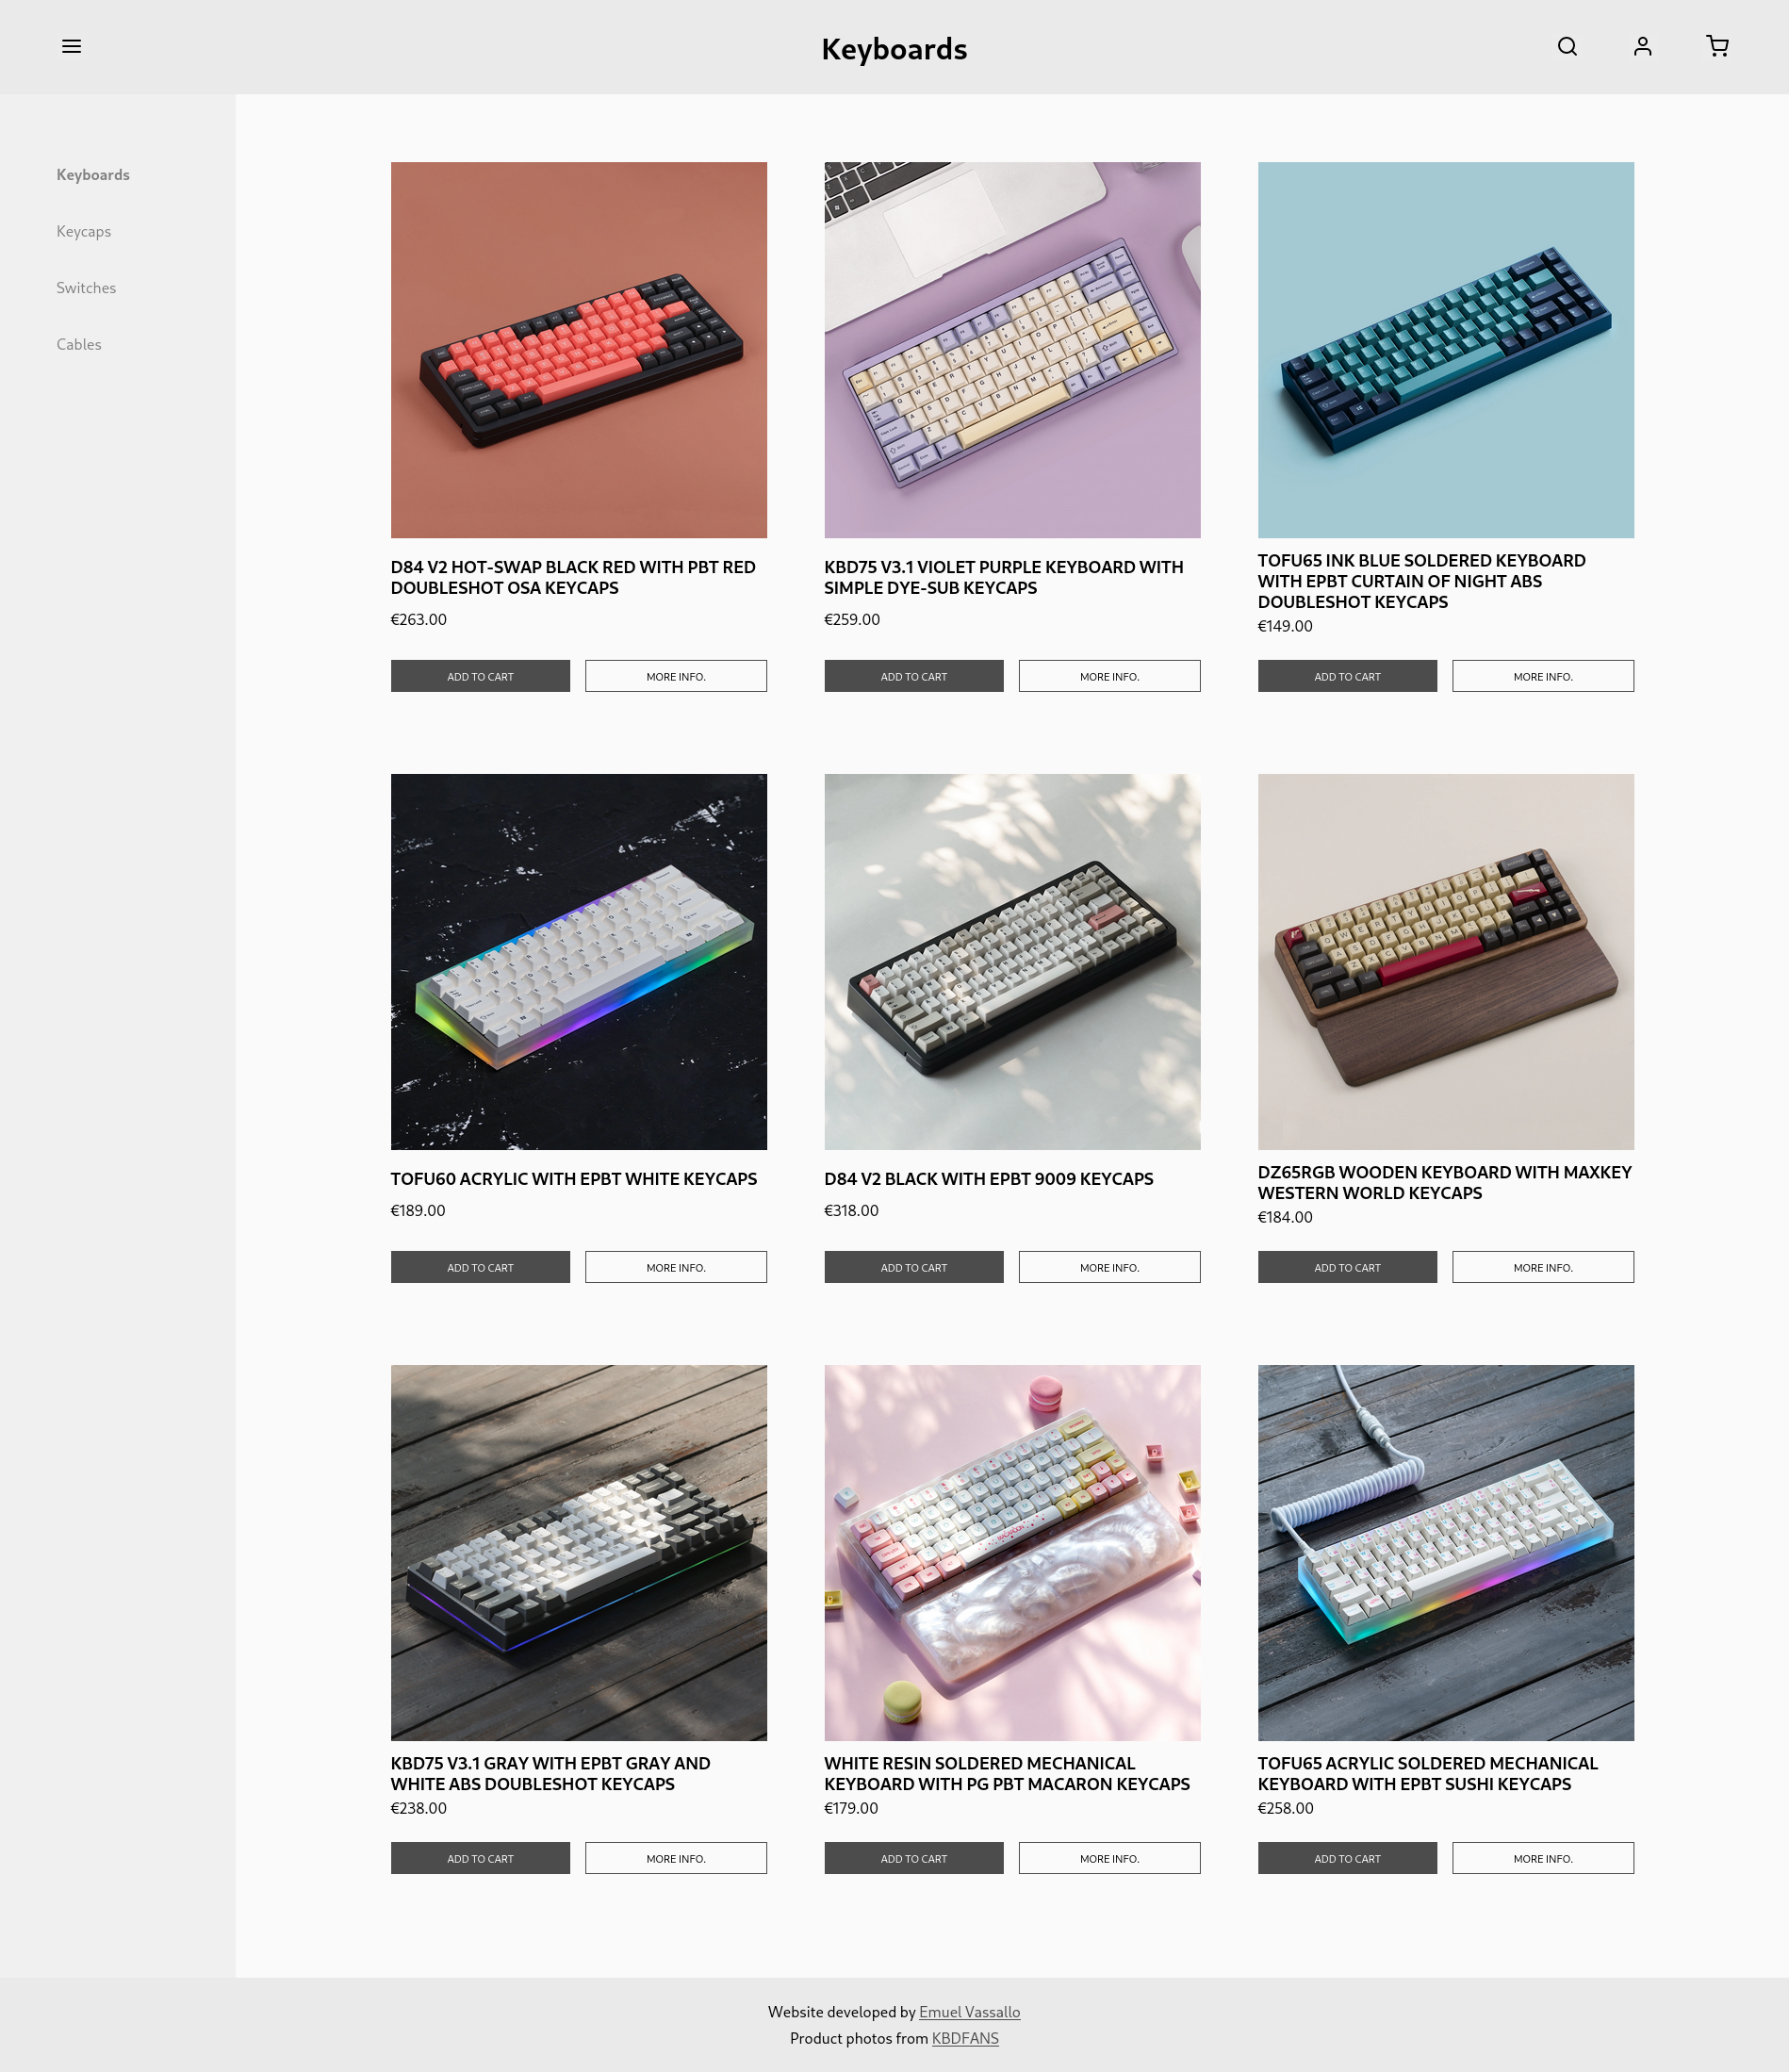 Keyboards
Keyboards
Keycaps
Switches
Cables
D84 V2 HOT-SWAP BLACK RED WITH PBT RED
DOUBLESHOT OSA KEYCAPS
€263.00
ADD TO CART
MORE INFO.
KBD75 V3.1 VIOLET PURPLE KEYBOARD WITH
SIMPLE DYE-SUB KEYCAPS
€259.00
ADD TO CART
MORE INFO.
TOFU65 INK BLUE SOLDERED KEYBOARD
WITH EPBT CURTAIN OF NIGHT ABS
DOUBLESHOT KEYCAPS
€149.00
ADD TO CART
MORE INFO.
TOFU60 ACRYLIC WITH EPBT WHITE KEYCAPS
€189.00
ADD TO CART
MORE INFO.
D84 V2 BLACK WITH EPBT 9009 KEYCAPS
€318.00
ADD TO CART
MORE INFO.
DZ65RGB WOODEN KEYBOARD WITH MAXKEY
WESTERN WORLD KEYCAPS
€184.00
ADD TO CART
MORE INFO.
KBD75 V3.1 GRAY WITH EPBT GRAY AND
WHITE ABS DOUBLESHOT KEYCAPS
€238.00
ADD TO CART
MORE INFO.
WHITE RESIN SOLDERED MECHANICAL
KEYBOARD WITH PG PBT MACARON KEYCAPS
€179.00
ADD TO CART
MORE INFO.
TOFU65 ACRYLIC SOLDERED MECHANICAL
KEYBOARD WITH EPBT SUSHI KEYCAPS
€258.00
ADD TO CART
MORE INFO.
Website developed by Emuel Vassallo
Product photos from KBDFANS